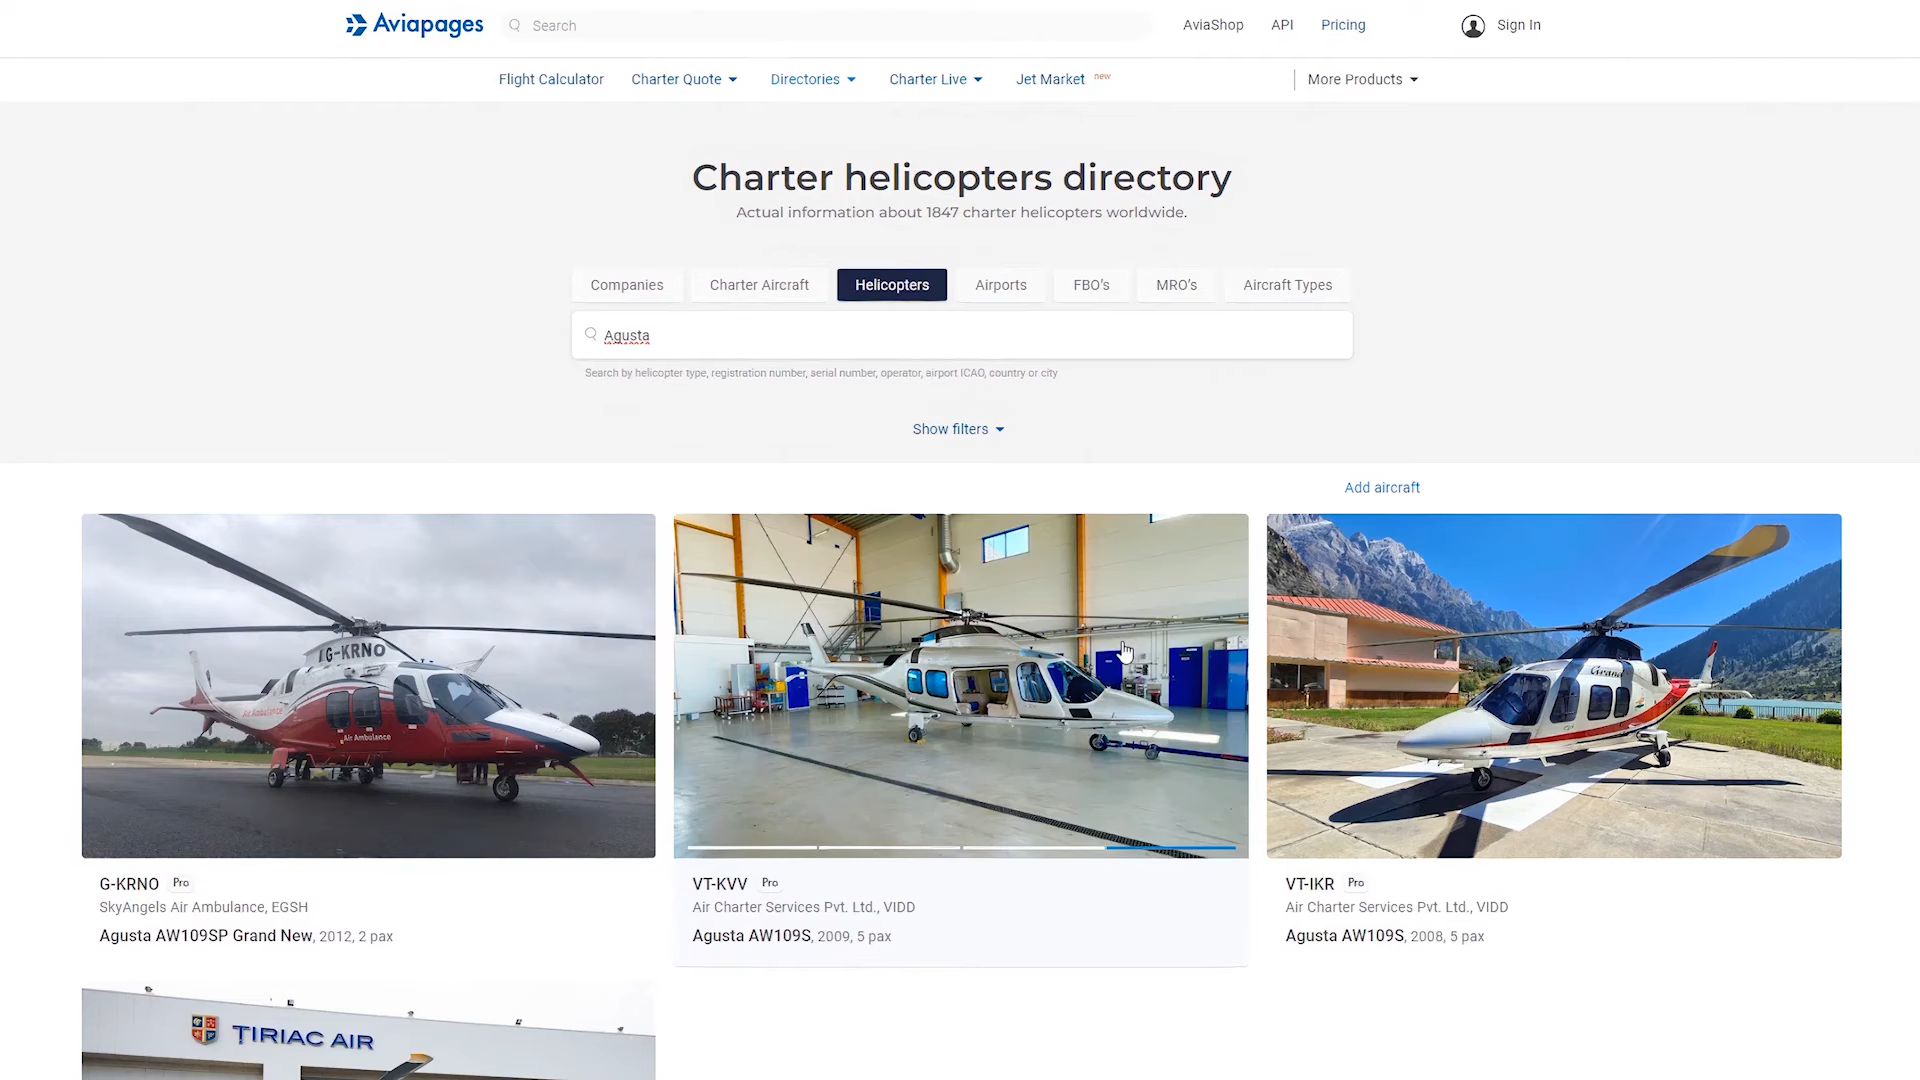 Aviapages
Search
AviaShop
API
Pricing
Sign In
Flight Calculator
Charter Quote
Directories
Charter Live
Jet Market new
More Products
Charter helicopters directory
Actual information about 1847 charter helicopters worldwide.
Companies
Charter Aircraft
Helicopters
Airports
FBO's
MRO's
Aircraft Types
Agusta
Search by helicopter type, registration number, serial number, operator, airport ICAO, country or city
Show filters
Add aircraft
G-KRNO
Air Ambulance
Air Ambulance
Grand
G-KRNO Pro
SkyAngels Air Ambulance, EGSH
Agusta AW109SP Grand New, 2012, 2 pax
VT-KVV Pro
Air Charter Services Pvt. Ltd., VIDD
Agusta AW109S, 2009, 5 pax
VT-IKR Pro
Air Charter Services Pvt. Ltd., VIDD
Agusta AW109S, 2008, 5 pax
ȚIRIAC AIR